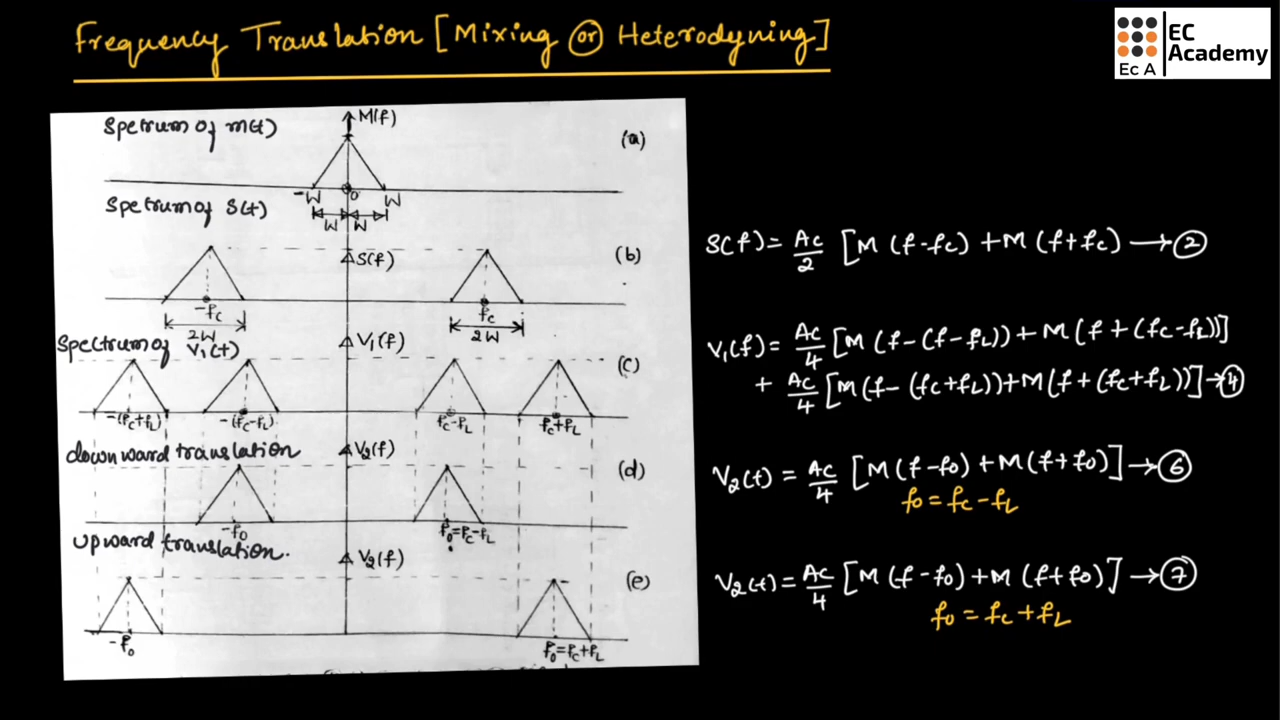 Frequency Translation [Mixing or Heterodyning]
EC
Academy
Ec A
Spetrum of m(t)
M(f)
(a)
-W
0
W
W
W
Spetrum of S(t)
S(f)
(b)
-fc
fc
2W
2W
Spectrum of
V1(t)
V1(f)
(c)
-(fc+fL)
-(fc-fL)
fc-fL
fc+fL
downward translation
V2(f)
(d)
-f0
f0=fc-fL
upward translation.
V2(f)
(e)
-f0
f0=fc+fL
S(f)= Ac/2 [M (f-fc) +M (f+fc) → 2
V1(f)= Ac/4 [M (f-(f-fL))+M (f+(fc-fL))]
+ Ac/4 [M(f-(fc+fL))+M(f+(fc+fL))] → 4
V2(t) = Ac/4 [M(f-f0)+M(f+f0)] → 6
f0 = fc-fL
V2(t)= Ac/4 [M(f-f0)+M(f+f0)] → 7
f0 = fc+fL